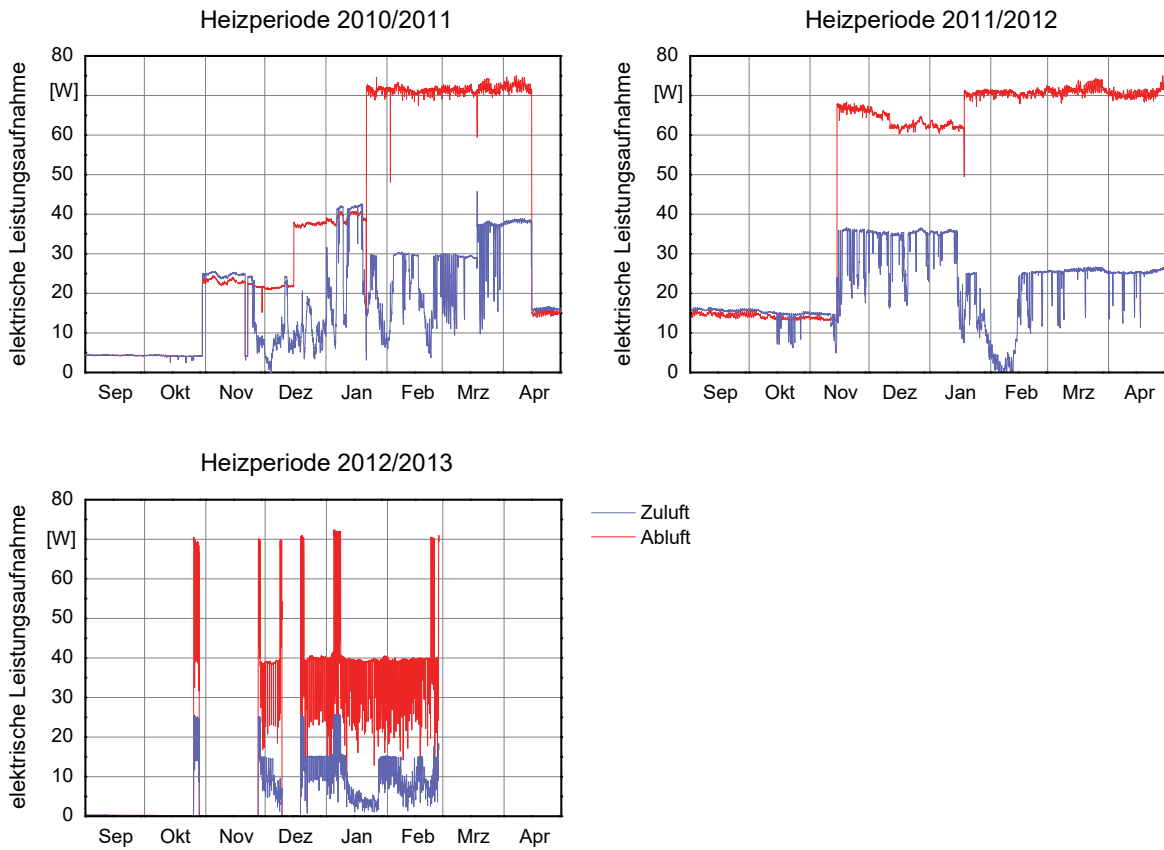 Heizperiode 2010/2011
elektrische Leistungsaufnahme
80
[W]
60
50
40
30
20
10
0
Sep Okt Nov Dez Jan Feb Mrz Apr
Heizperiode 2011/2012
elektrische Leistungsaufnahme
80
[W]
60
50
40
30
20
10
0
Sep Okt Nov Dez Jan Feb Mrz Apr
Heizperiode 2012/2013
elektrische Leistungsaufnahme
80
[W]
60
50
40
30
20
10
0
Sep Okt Nov Dez Jan Feb Mrz Apr
Zuluft
Abluft